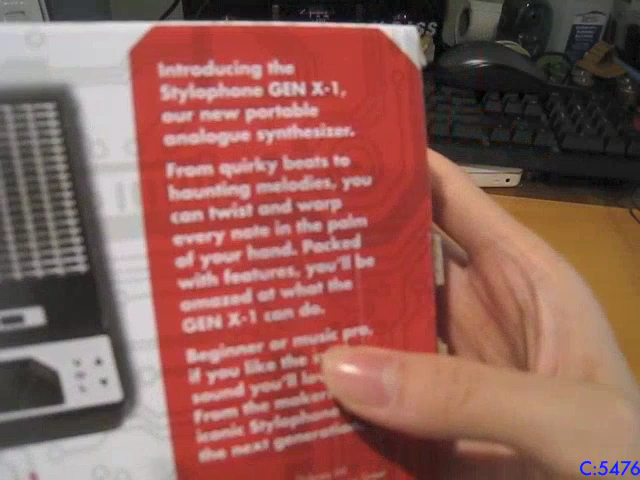 Introducing the
Stylophone GEN X-1,
our new portable
analogue synthesizer.
From quirky beats to
haunting melodies, you
can twist and warp
every note in the palm
of your hand. Packed
with features, you'll be
amazed at what the
GEN X-1 can do.
Beginner or music pro,
if you like the
sound you'll
From the
iconic Stylophone
the next generation
C:5476